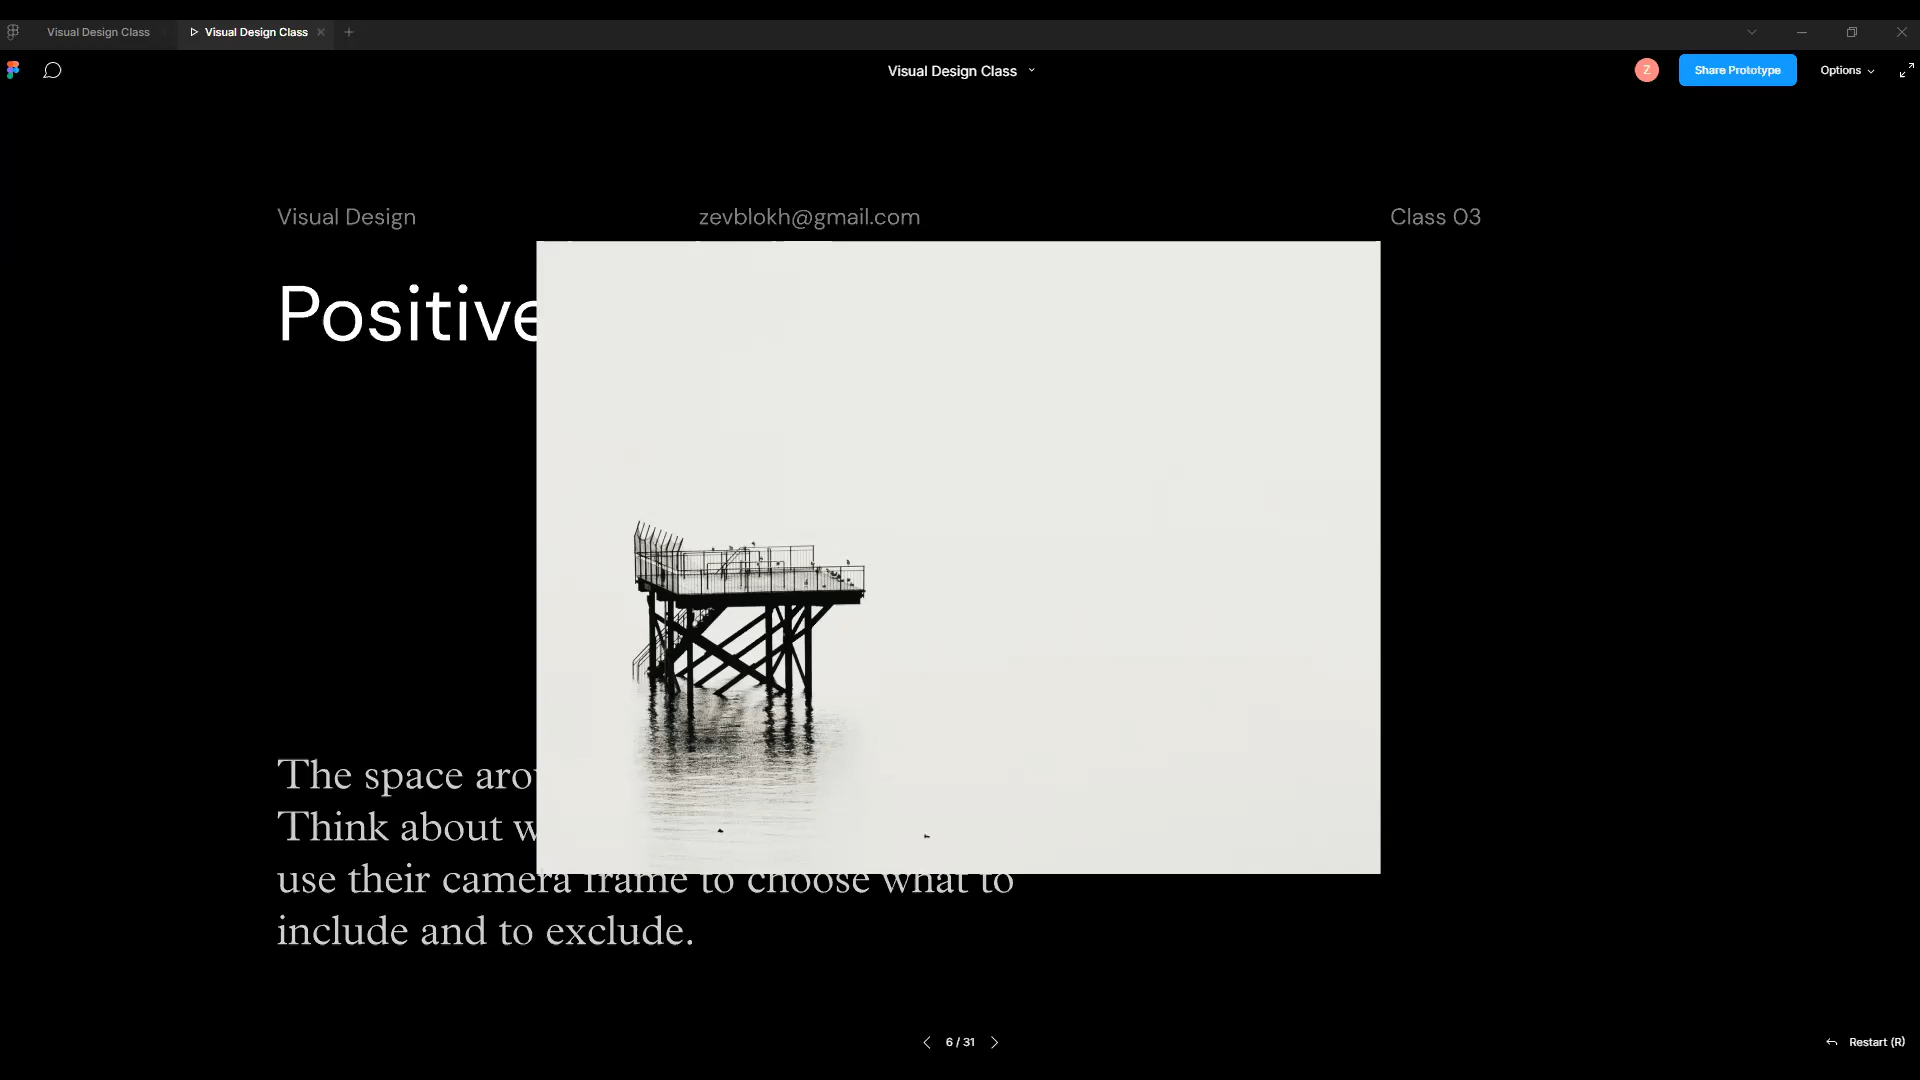 Visual Design Class
Visual Design Class
Visual Design Class
Z
Share Prototype
Options
Visual Design
zevblokh@gmail.com
Class 03
Positive
The space
Think about
use their camera frame to choose what to
include and to exclude.
6 / 31
Restart (R)